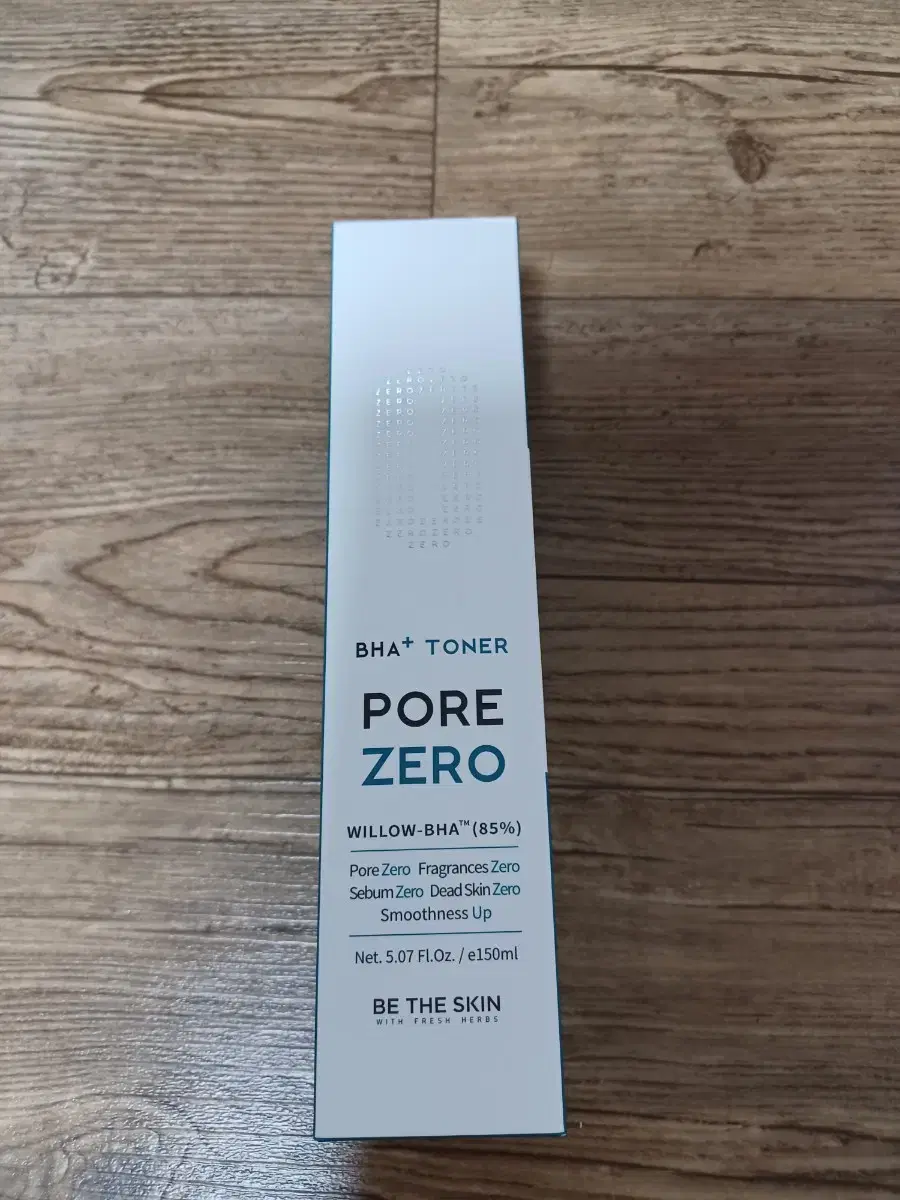 BHA+ TONER
PORE
ZERO
WILLOW-BHA™(85%)
Pore Zero Fragrances Zero
Sebum Zero Dead Skin Zero
Smoothness Up
Net. 5.07 Fl.Oz. / e150ml
BE THE SKIN
WITH FRESH HERBS